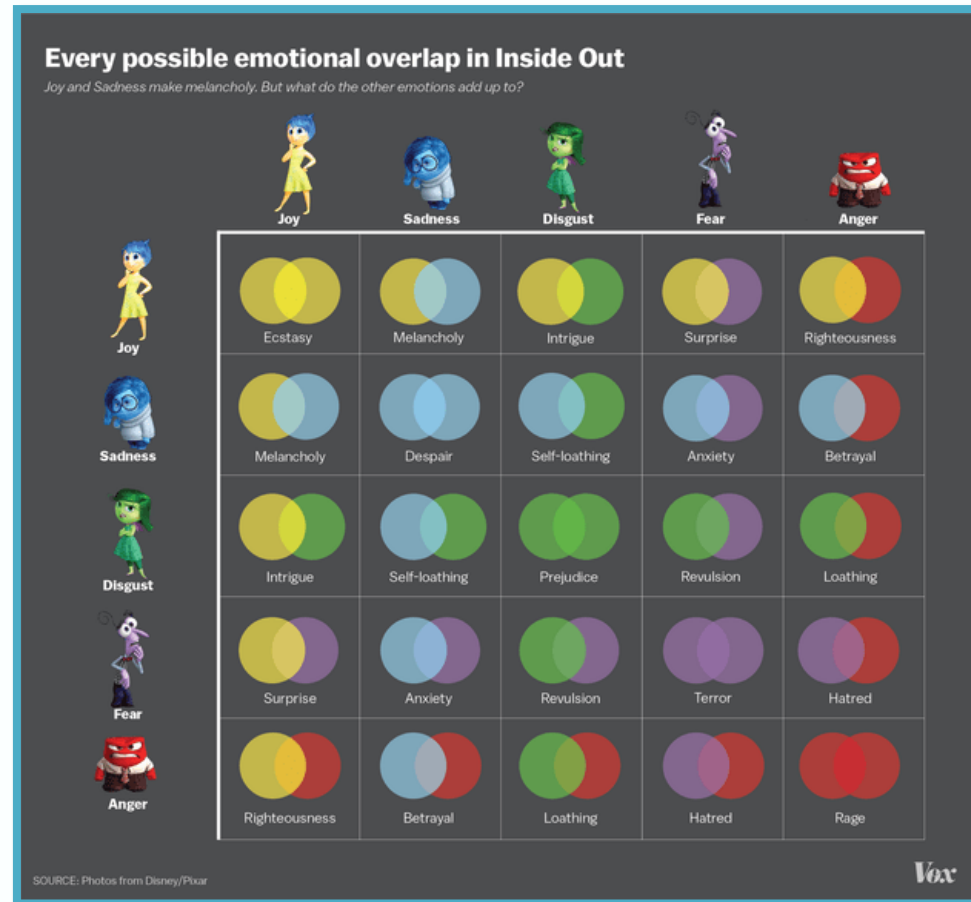 Every possible emotional overlap in Inside Out
Joy and Sadness make melancholy. But what do the other emotions add up to?
Joy Sadness Disgust Fear Anger
Joy
Ecstasy Melancholy Intrigue Surprise Righteousness
Sadness
Melancholy Despair Self-loathing Anxiety Betrayal
Disgust
Intrigue Self-loathing Prejudice Revulsion Loathing
Fear
Surprise Anxiety Revulsion Terror Hatred
Anger
Righteousness Betrayal Loathing Hatred Rage
SOURCE: Photos from Disney/Pixar
Vox